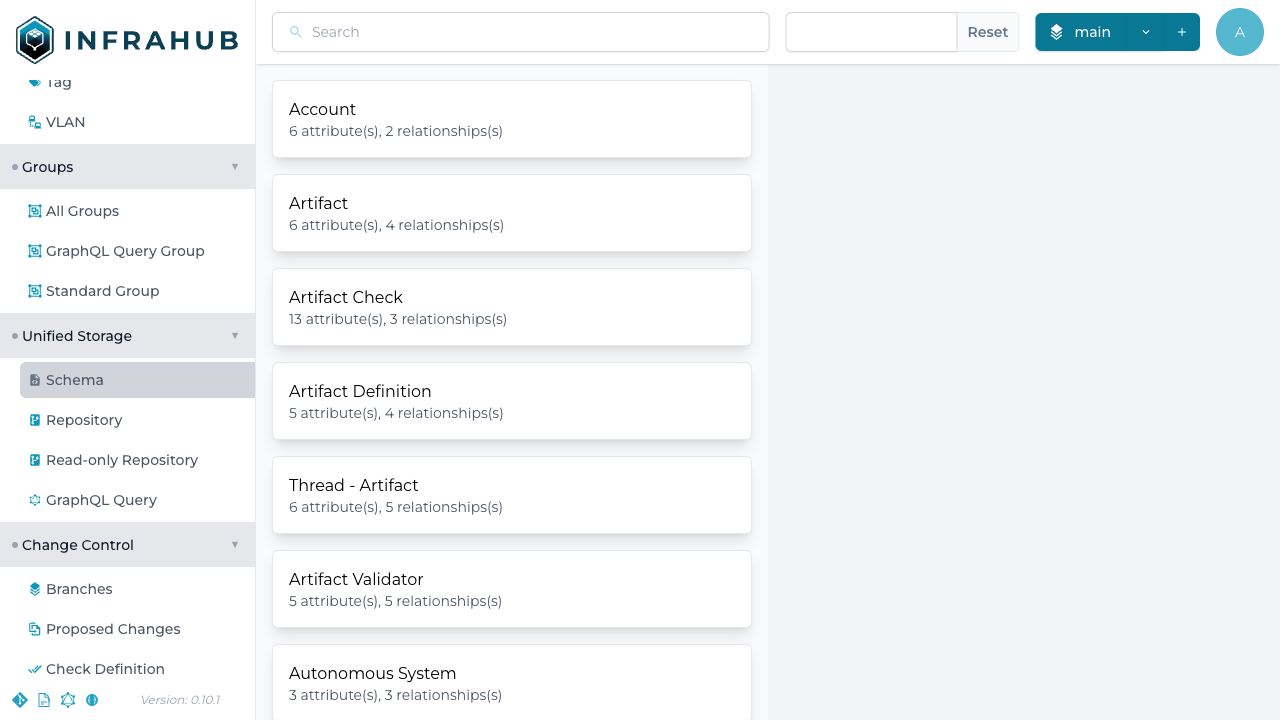 INFRAHUB
Search
Reset
main
A
Tag
VLAN
Groups
All Groups
GraphQL Query Group
Standard Group
Unified Storage
Schema
Repository
Read-only Repository
GraphQL Query
Change Control
Branches
Proposed Changes
Check Definition
Version: 0.10.1
Account
6 attribute(s), 2 relationships(s)
Artifact
6 attribute(s), 4 relationships(s)
Artifact Check
13 attribute(s), 3 relationships(s)
Artifact Definition
5 attribute(s), 4 relationships(s)
Thread - Artifact
6 attribute(s), 5 relationships(s)
Artifact Validator
5 attribute(s), 5 relationships(s)
Autonomous System
3 attribute(s), 3 relationships(s)